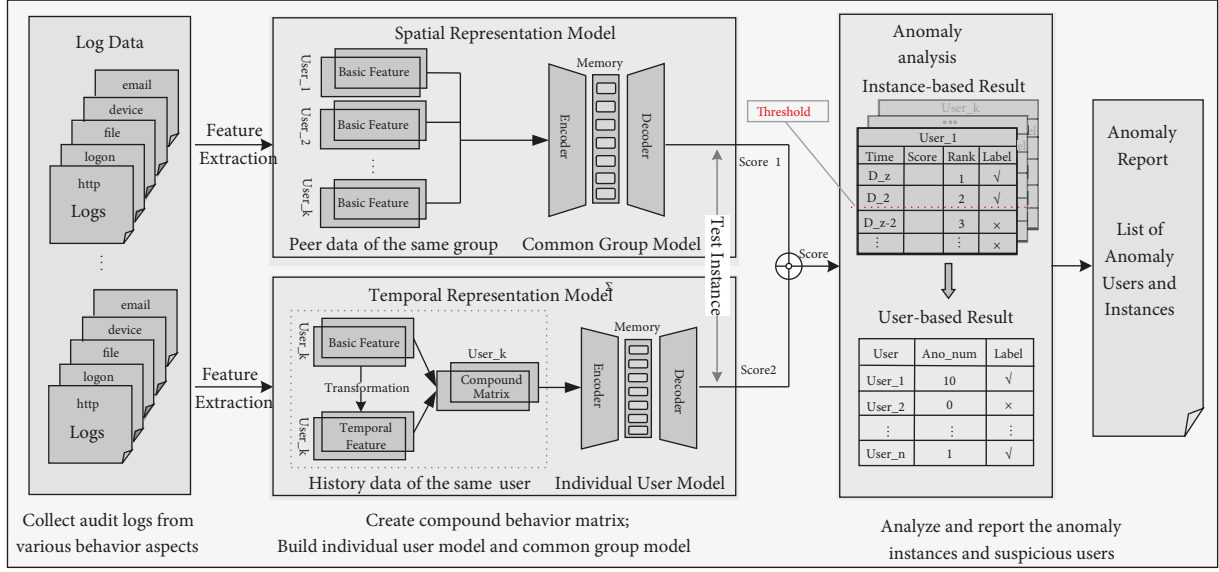 Log Data
email
device
file
logon
http
Logs
...
email
device
file
logon
http
Logs
Collect audit logs from
various behavior aspects
Feature
Extraction
Feature
Extraction
Spatial Representation Model
User_1
Basic Feature
User_2
Basic Feature
...
User_k
Basic Feature
Peer data of the same group
Encoder
Memory
Decoder
Common Group Model
Temporal Representation Model
Σ
User_k
Basic Feature
Transformation
User_k
Temporal
Feature
User_k
Compound
Matrix
History data of the same user
Encoder
Memory
Decoder
Individual User Model
Create compound behavior matrix;
Build individual user model and common group model
Score 1
Test Instance
Score2
Score
Threshold
Anomaly
analysis
Instance-based Result
User_k
...
User_1
Time Score Rank Label
D_z 1 √
D_2 2 √
D_z-2 3 ×
⋮ ⋮ ×
User-based Result
User Ano_num Label
User_1 10 √
User_2 0 ×
⋮ ⋮ ⋮
User_n 1 √
Analyze and report the anomaly
instances and suspicious users
Anomaly
Report
List of
Anomaly
Users and
Instances